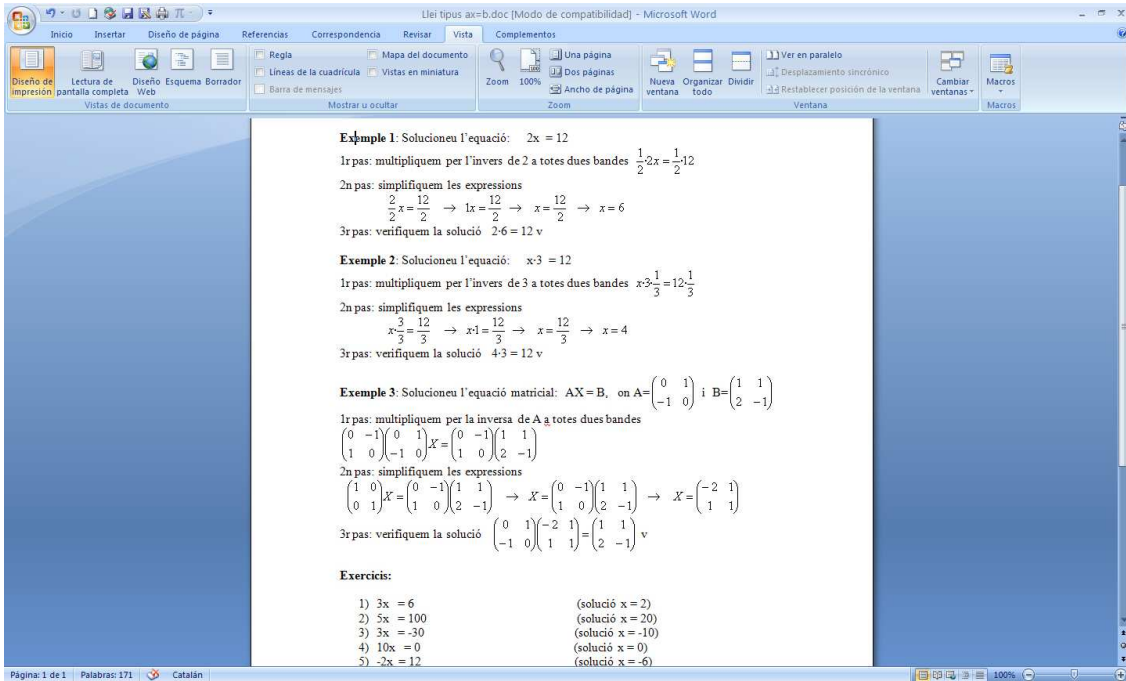 Llei tipus ax=b.doc [Modo de compatibilidad] - Microsoft Word
Inicio Insertar Diseño de página Referencias Correspondencia Revisar Vista Complementos
Diseño de impresión
Lectura de pantalla completa
Diseño Web
Esquema
Borrador
Vistas de documento
Regla
Líneas de la cuadrícula
Barra de mensajes
Mapa del documento
Vistas en miniatura
Mostrar u ocultar
Zoom
100%
Una página
Dos páginas
Ancho de página
Zoom
Nueva ventana
Organizar todo
Dividir
Ver en paralelo
Desplazamiento sincrónico
Restablecer posición de la ventana
Ventana
Cambiar ventanas
Macros
Macros
Exemple 1: Solucioneu l'equació: 2x = 12
1r pas: multipliquem per l'invers de 2 a totes dues bandes 1/2·2x = 1/2·12
2n pas: simplifiquem les expressions
2/2 x = 12/2 → 1x = 12/2 → x = 12/2 → x = 6
3r pas: verifiquem la solució 2·6 = 12 v
Exemple 2: Solucioneu l'equació: x·3 = 12
1r pas: multipliquem per l'invers de 3 a totes dues bandes x·3·1/3 = 12·1/3
2n pas: simplifiquem les expressions
x·3/3 = 12/3 → x·1 = 12/3 → x = 12/3 → x = 4
3r pas: verifiquem la solució 4·3 = 12 v
Exemple 3: Solucioneu l'equació matricial: AX = B, on A=(0 1; -1 0) i B=(1 1; 2 -1)
1r pas: multipliquem per la inversa de A a totes dues bandes
(0 -1; 1 0)(0 1; -1 0)X = (0 -1; 1 0)(1 1; 2 -1)
2n pas: simplifiquem les expressions
(1 0; 0 1)X = (0 -1; 1 0)(1 1; 2 -1) → X = (0 -1; 1 0)(1 1; 2 -1) → X = (-2 1; 1 1)
3r pas: verifiquem la solució (0 1; -1 0)(-2 1; 1 1) = (1 1; 2 -1) v
Exercicis:
1) 3x = 6 (solució x = 2)
2) 5x = 100 (solució x = 20)
3) 3x = -30 (solució x = -10)
4) 10x = 0 (solució x = 0)
5) -2x = 12 (solució x = -6)
Página: 1 de 1 Palabras: 171 Catalán 100%